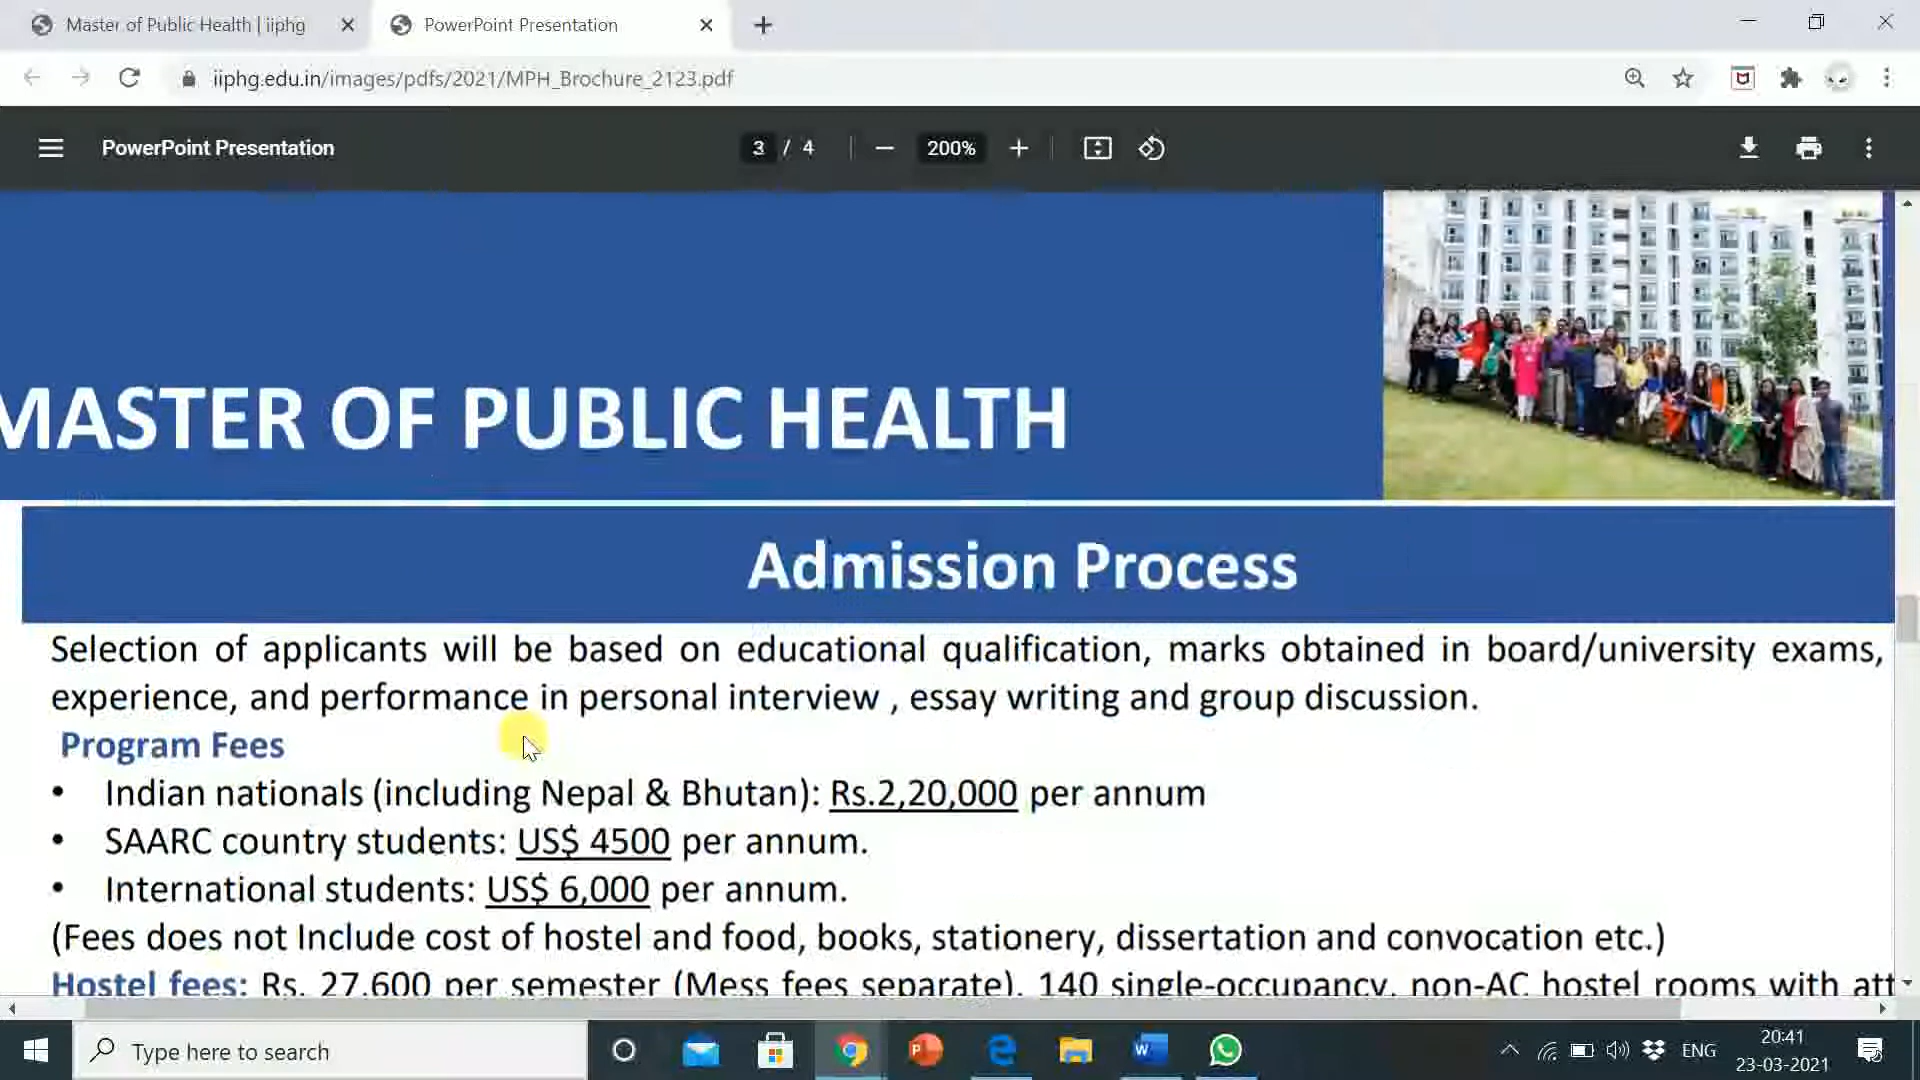 Master of Public Health | iiphg
PowerPoint Presentation
iiphg.edu.in/images/pdfs/2021/MPH_Brochure_2123.pdf
PowerPoint Presentation
3 / 4
200%
MASTER OF PUBLIC HEALTH
Admission Process
Selection of applicants will be based on educational qualification, marks obtained in board/university exams,
experience, and performance in personal interview , essay writing and group discussion.
Program Fees
• Indian nationals (including Nepal & Bhutan): Rs.2,20,000 per annum
• SAARC country students: US$ 4500 per annum.
• International students: US$ 6,000 per annum.
(Fees does not Include cost of hostel and food, books, stationery, dissertation and convocation etc.)
Hostel fees: Rs. 27,600 per semester (Mess fees separate). 140 single-occupancy, non-AC hostel rooms with att
Type here to search
ENG
20:41
23-03-2021